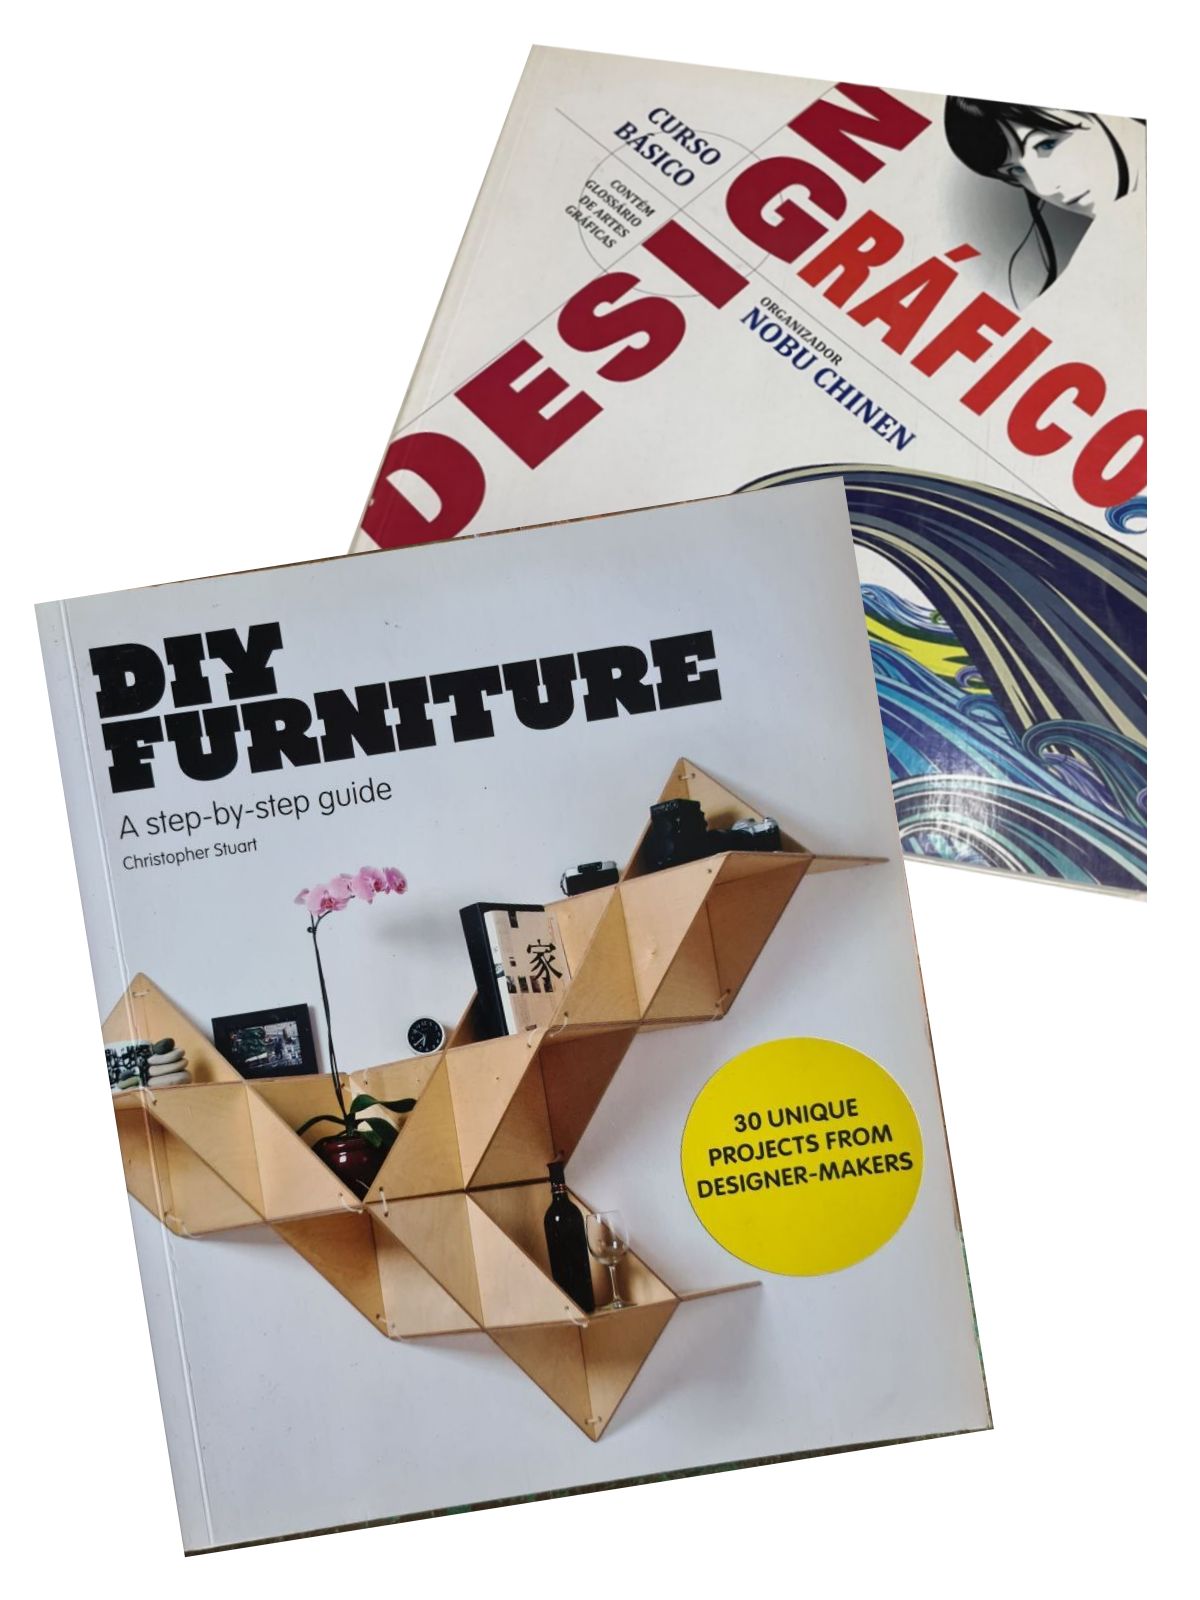 CURSO
BÁSICO
CONTÉM
GLOSSÁRIO
DE ARTES
GRÁFICAS
DESIGN
GRÁFICO
ORGANIZADOR
NOBU CHINEN
DIY
FURNITURE
A step-by-step guide
Christopher Stuart
家
30 UNIQUE
PROJECTS FROM
DESIGNER-MAKERS